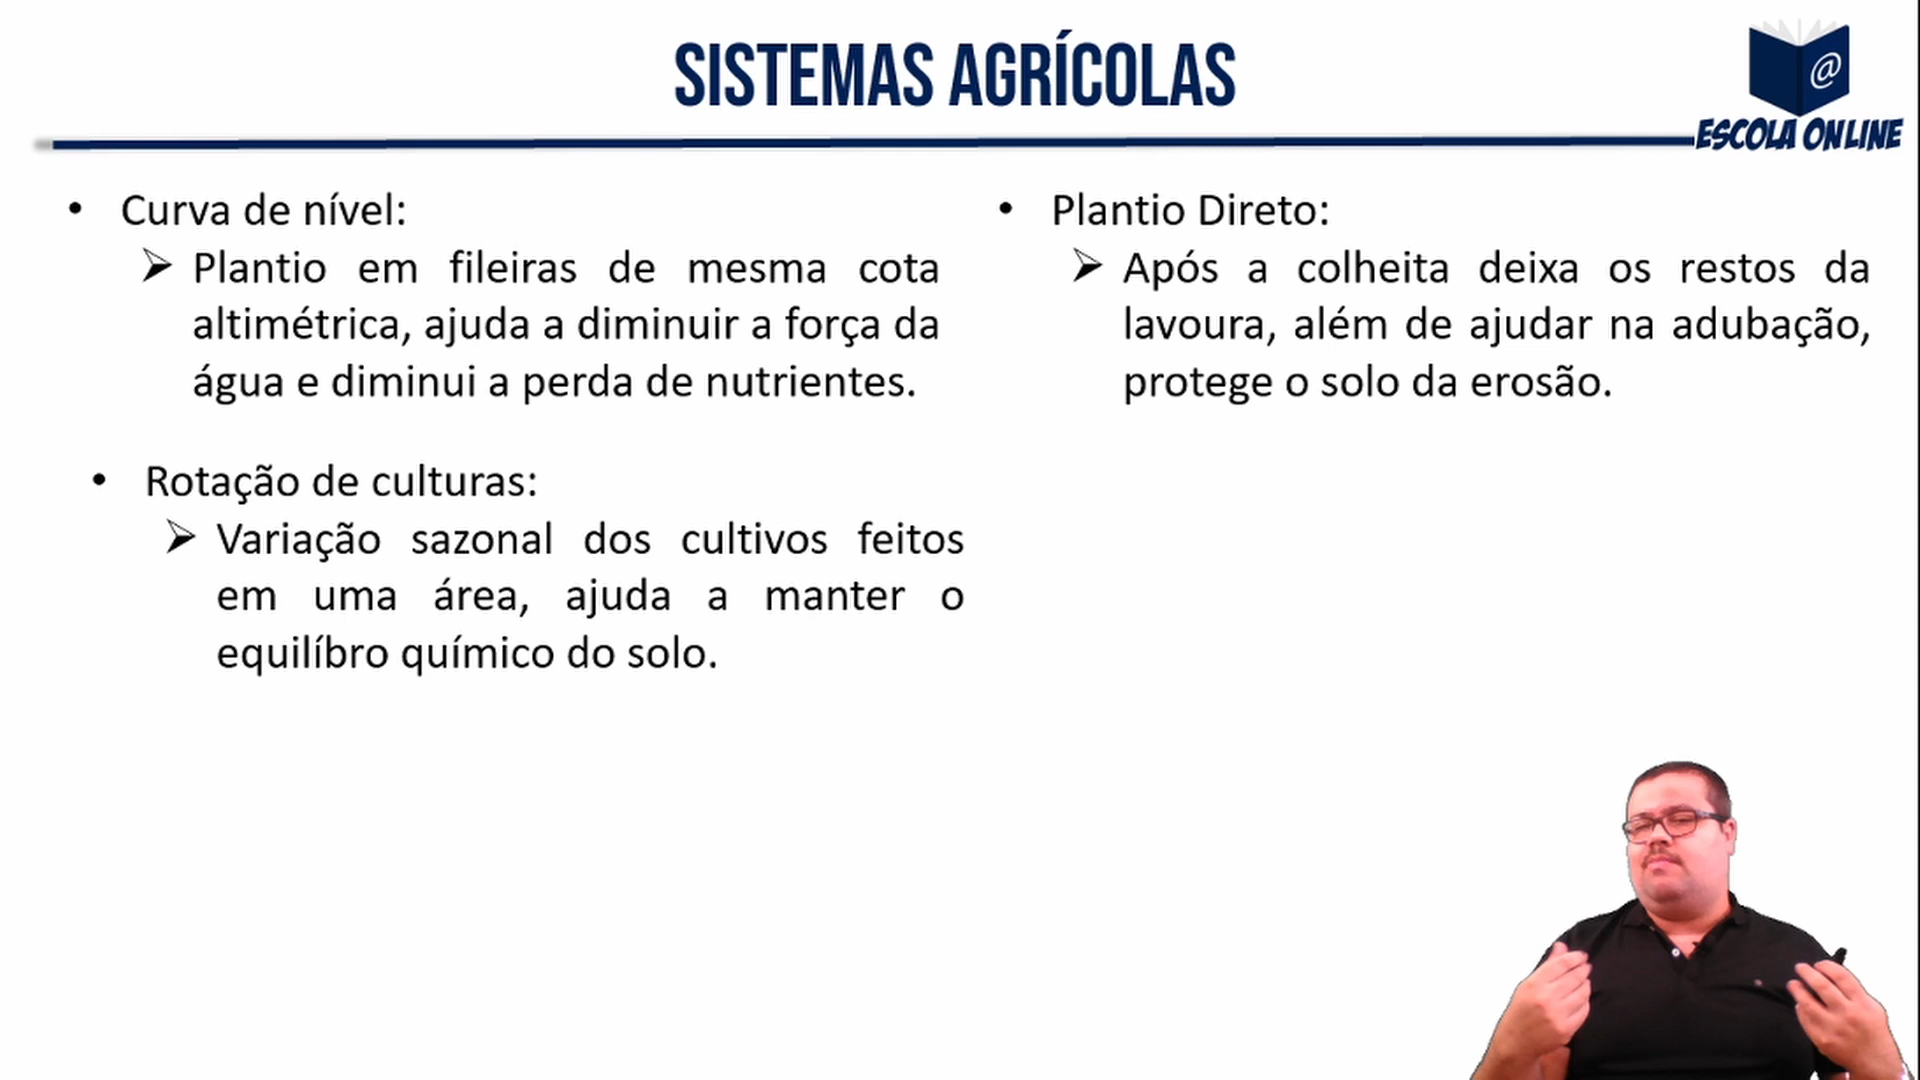 SISTEMAS AGRÍCOLAS
@
ESCOLA ONLINE
• Curva de nível:
➢ Plantio em fileiras de mesma cota
altimétrica, ajuda a diminuir a força da
água e diminui a perda de nutrientes.
• Rotação de culturas:
➢ Variação sazonal dos cultivos feitos
em uma área, ajuda a manter o
equilíbro químico do solo.
• Plantio Direto:
➢ Após a colheita deixa os restos da
lavoura, além de ajudar na adubação,
protege o solo da erosão.